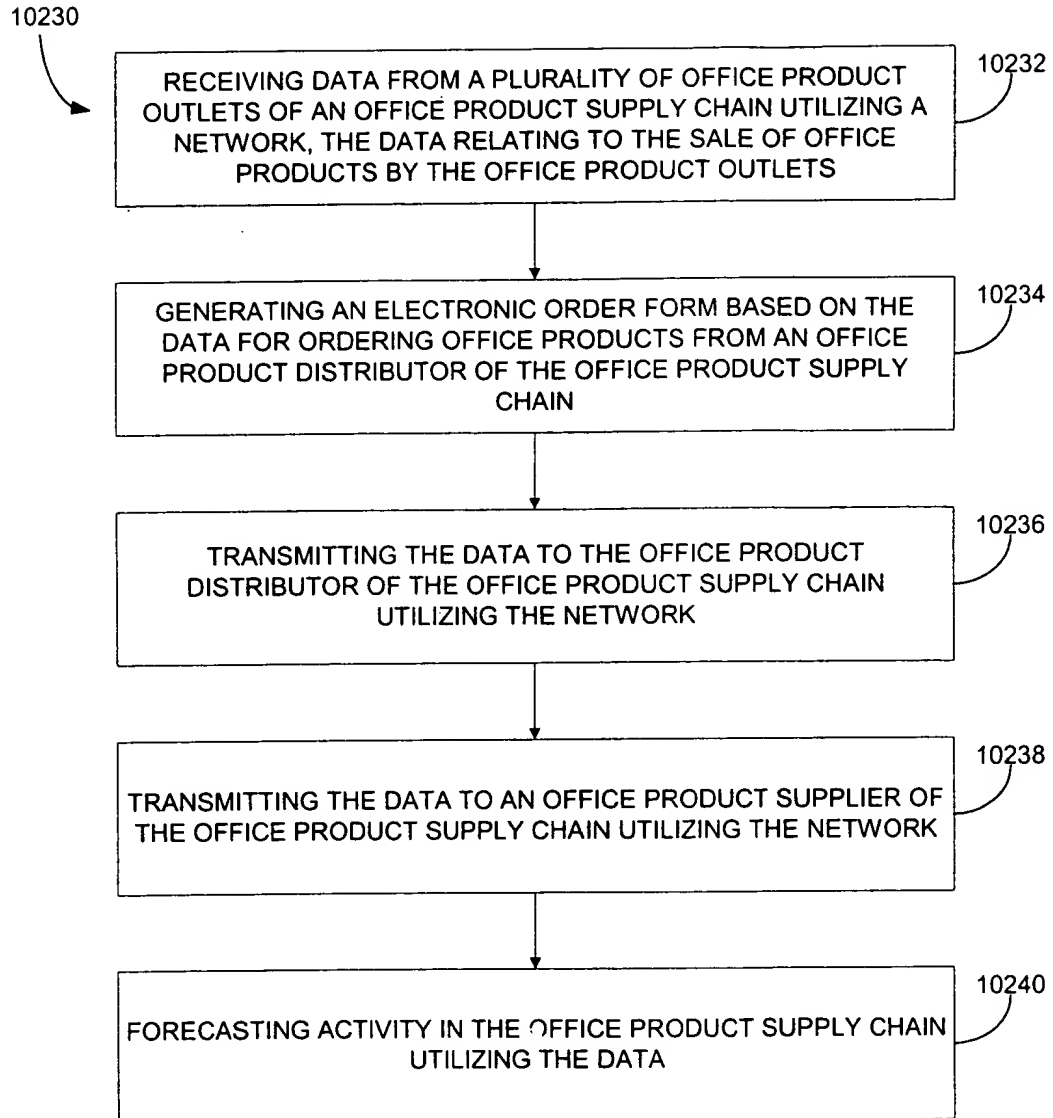 10230
RECEIVING DATA FROM A PLURALITY OF OFFICE PRODUCT
OUTLETS OF AN OFFICE PRODUCT SUPPLY CHAIN UTILIZING A
NETWORK, THE DATA RELATING TO THE SALE OF OFFICE
PRODUCTS BY THE OFFICE PRODUCT OUTLETS
10232
GENERATING AN ELECTRONIC ORDER FORM BASED ON THE
DATA FOR ORDERING OFFICE PRODUCTS FROM AN OFFICE
PRODUCT DISTRIBUTOR OF THE OFFICE PRODUCT SUPPLY
CHAIN
10234
TRANSMITTING THE DATA TO THE OFFICE PRODUCT
DISTRIBUTOR OF THE OFFICE PRODUCT SUPPLY CHAIN
UTILIZING THE NETWORK
10236
TRANSMITTING THE DATA TO AN OFFICE PRODUCT SUPPLIER OF
THE OFFICE PRODUCT SUPPLY CHAIN UTILIZING THE NETWORK
10238
FORECASTING ACTIVITY IN THE OFFICE PRODUCT SUPPLY CHAIN
UTILIZING THE DATA
10240